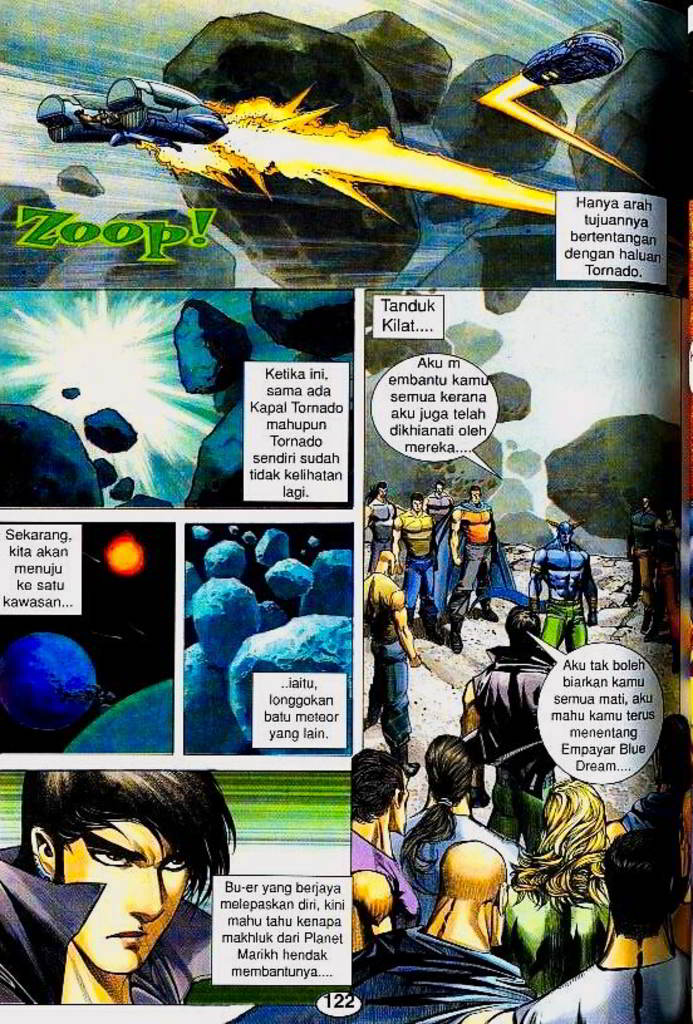 Zoop!
Hanya arah
tujuannya
bertentangan
dengan haluan
Tornado.
Ketika ini,
sama ada
Kapal Tornado
mahupun
Tornado
sendiri sudah
tidak kelihatan
lagi.
Sekarang,
kita akan
menuju
ke satu
kawasan...
..iaitu,
longgokan
batu meteor
yang lain.
Bu-er yang berjaya
melepaskan diri, kini
mahu tahu kenapa
makhluk dari Planet
Marikh hendak
membantunya....
Tanduk
Kilat....
Aku m
embantu kamu
semua kerana
aku juga telah
dikhianati oleh
mereka....
Aku tak boleh
biarkan kamu
semua mati, aku
mahu kamu terus
menentang
Empayar Blue
Dream....
122